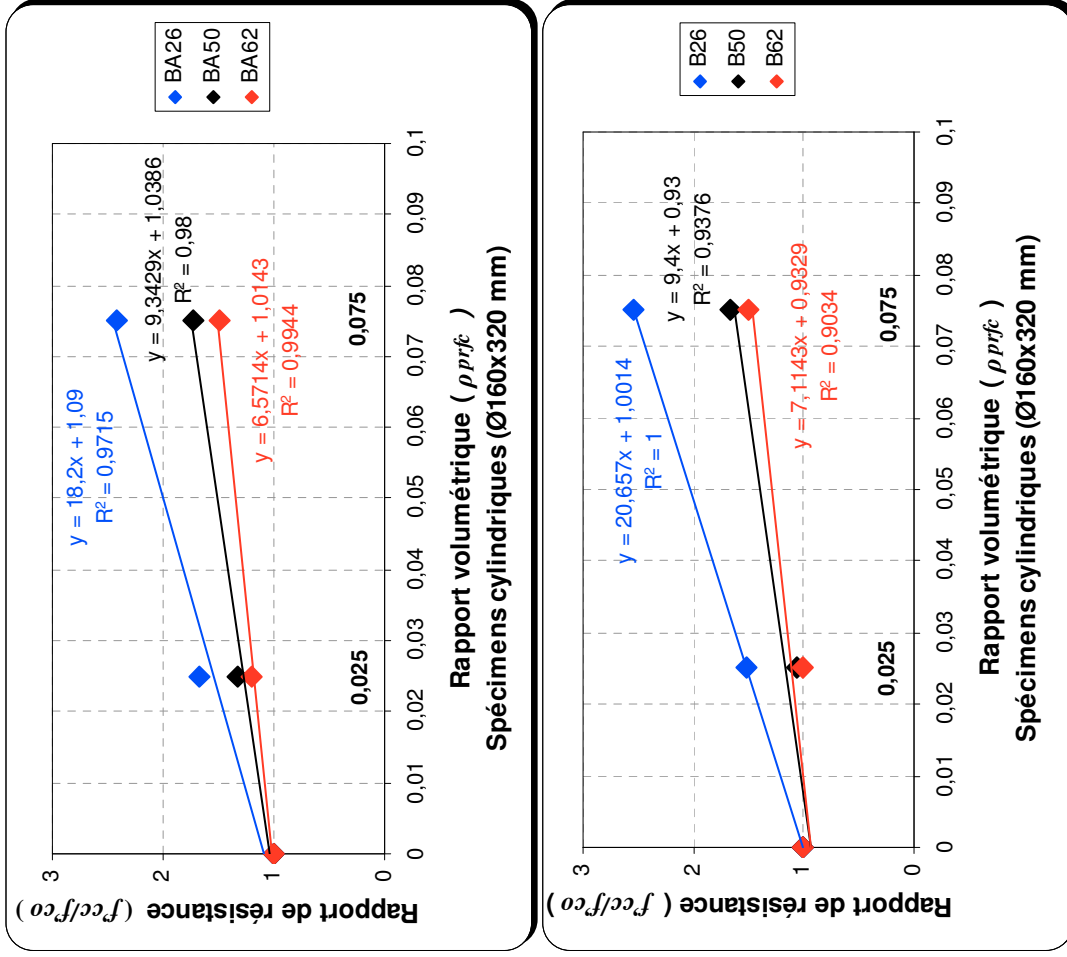 3
2
1
0
Rapport de résistance ( f'cc/f'co )
y = 18,2x + 1,09
R² = 0,9715
y = 9,3429x + 1,0386
R² = 0,98
y = 6,5714x + 1,0143
R² = 0,9944
0,025
0,075
0 0,01 0,02 0,03 0,04 0,05 0,06 0,07 0,08 0,09 0,1
Rapport volumétrique ( ρ prfc )
Spécimens cylindriques (Ø160x320 mm)
BA26
BA50
BA62
3
2
1
0
Rapport de résistance ( f'cc/f'co )
y = 20,657x + 1,0014
R² = 1
y = 9,4x + 0,93
R² = 0,9376
y = 7,1143x + 0,9329
R² = 0,9034
0,025
0,075
0 0,01 0,02 0,03 0,04 0,05 0,06 0,07 0,08 0,09 0,1
Rapport volumétrique ( ρ prfc )
Spécimens cylindriques (Ø160x320 mm)
B26
B50
B62